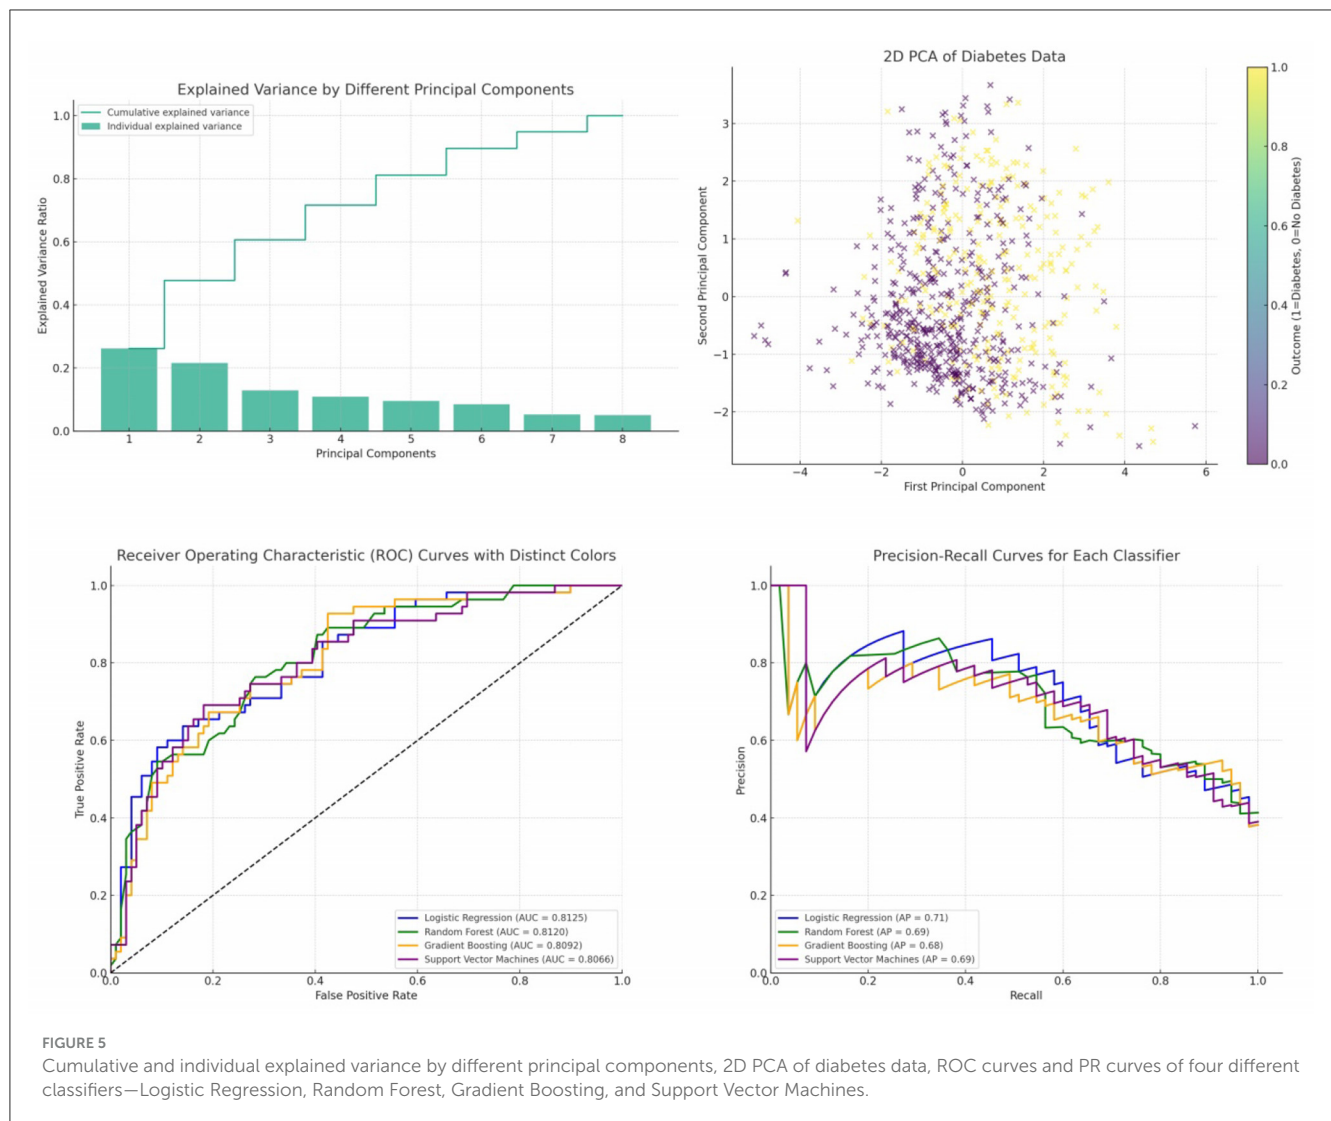 Explained Variance by Different Principal Components
Cumulative explained variance
Individual explained variance
1.0
0.8
0.6
0.4
0.2
0.0
Explained Variance Ratio
1 2 3 4 5 6 7 8
Principal Components
2D PCA of Diabetes Data
3
2
1
0
−1
−2
Second Principal Component
−4 −2 0 2 4 6
First Principal Component
1.0
0.8
0.6
0.4
0.2
0.0
Outcome (1=Diabetes, 0=No Diabetes)
Receiver Operating Characteristic (ROC) Curves with Distinct Colors
1.0
0.8
0.6
0.4
0.2
0.0
True Positive Rate
Logistic Regression (AUC = 0.8125)
Random Forest (AUC = 0.8120)
Gradient Boosting (AUC = 0.8092)
Support Vector Machines (AUC = 0.8066)
0.0 0.2 0.4 0.6 0.8 1.0
False Positive Rate
Precision-Recall Curves for Each Classifier
1.0
0.8
0.6
0.4
0.2
0.0
Precision
Logistic Regression (AP = 0.71)
Random Forest (AP = 0.69)
Gradient Boosting (AP = 0.68)
Support Vector Machines (AP = 0.69)
0.0 0.2 0.4 0.6 0.8 1.0
Recall
FIGURE 5
Cumulative and individual explained variance by different principal components, 2D PCA of diabetes data, ROC curves and PR curves of four different
classifiers—Logistic Regression, Random Forest, Gradient Boosting, and Support Vector Machines.